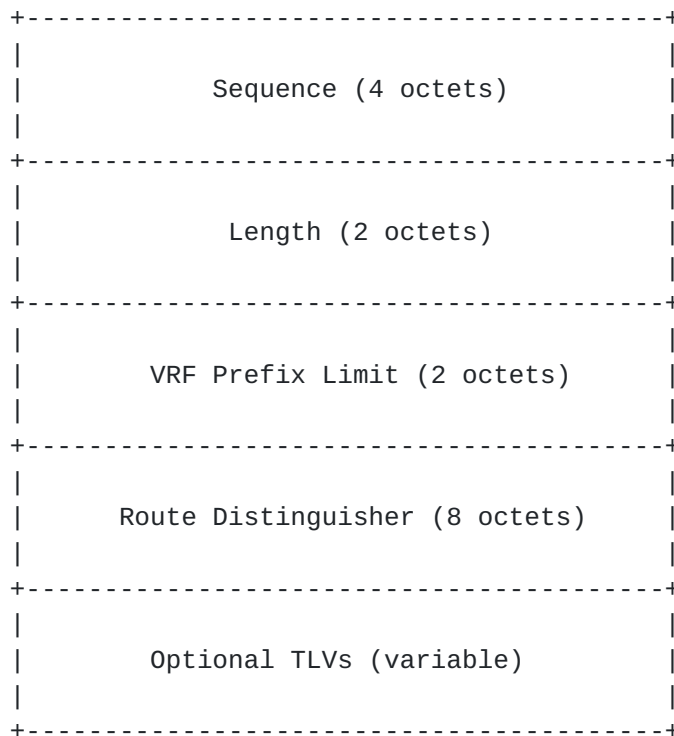 Sequence (4 octets)
Length (2 octets)
VRF Prefix Limit (2 octets)
Route Distinguisher (8 octets)
Optional TLVs (variable)